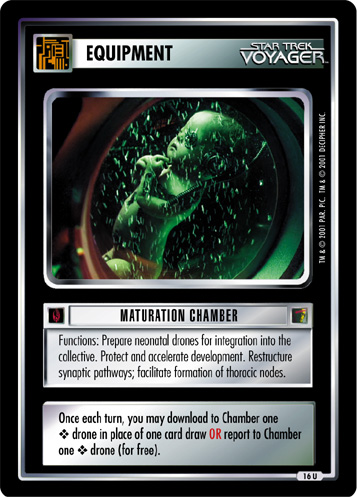 EQUIPMENT
STAR TREK
VOYAGER™
TM & © 2001 PAR. PIC. TM & © 2001 DECIPHER INC.
MATURATION CHAMBER
Functions: Prepare neonatal drones for integration into the
collective. Protect and accelerate development. Restructure
synaptic pathways; facilitate formation of thoracic nodes.
Once each turn, you may download to Chamber one
❖ drone in place of one card draw OR report to Chamber
one ❖ drone (for free).
16 U